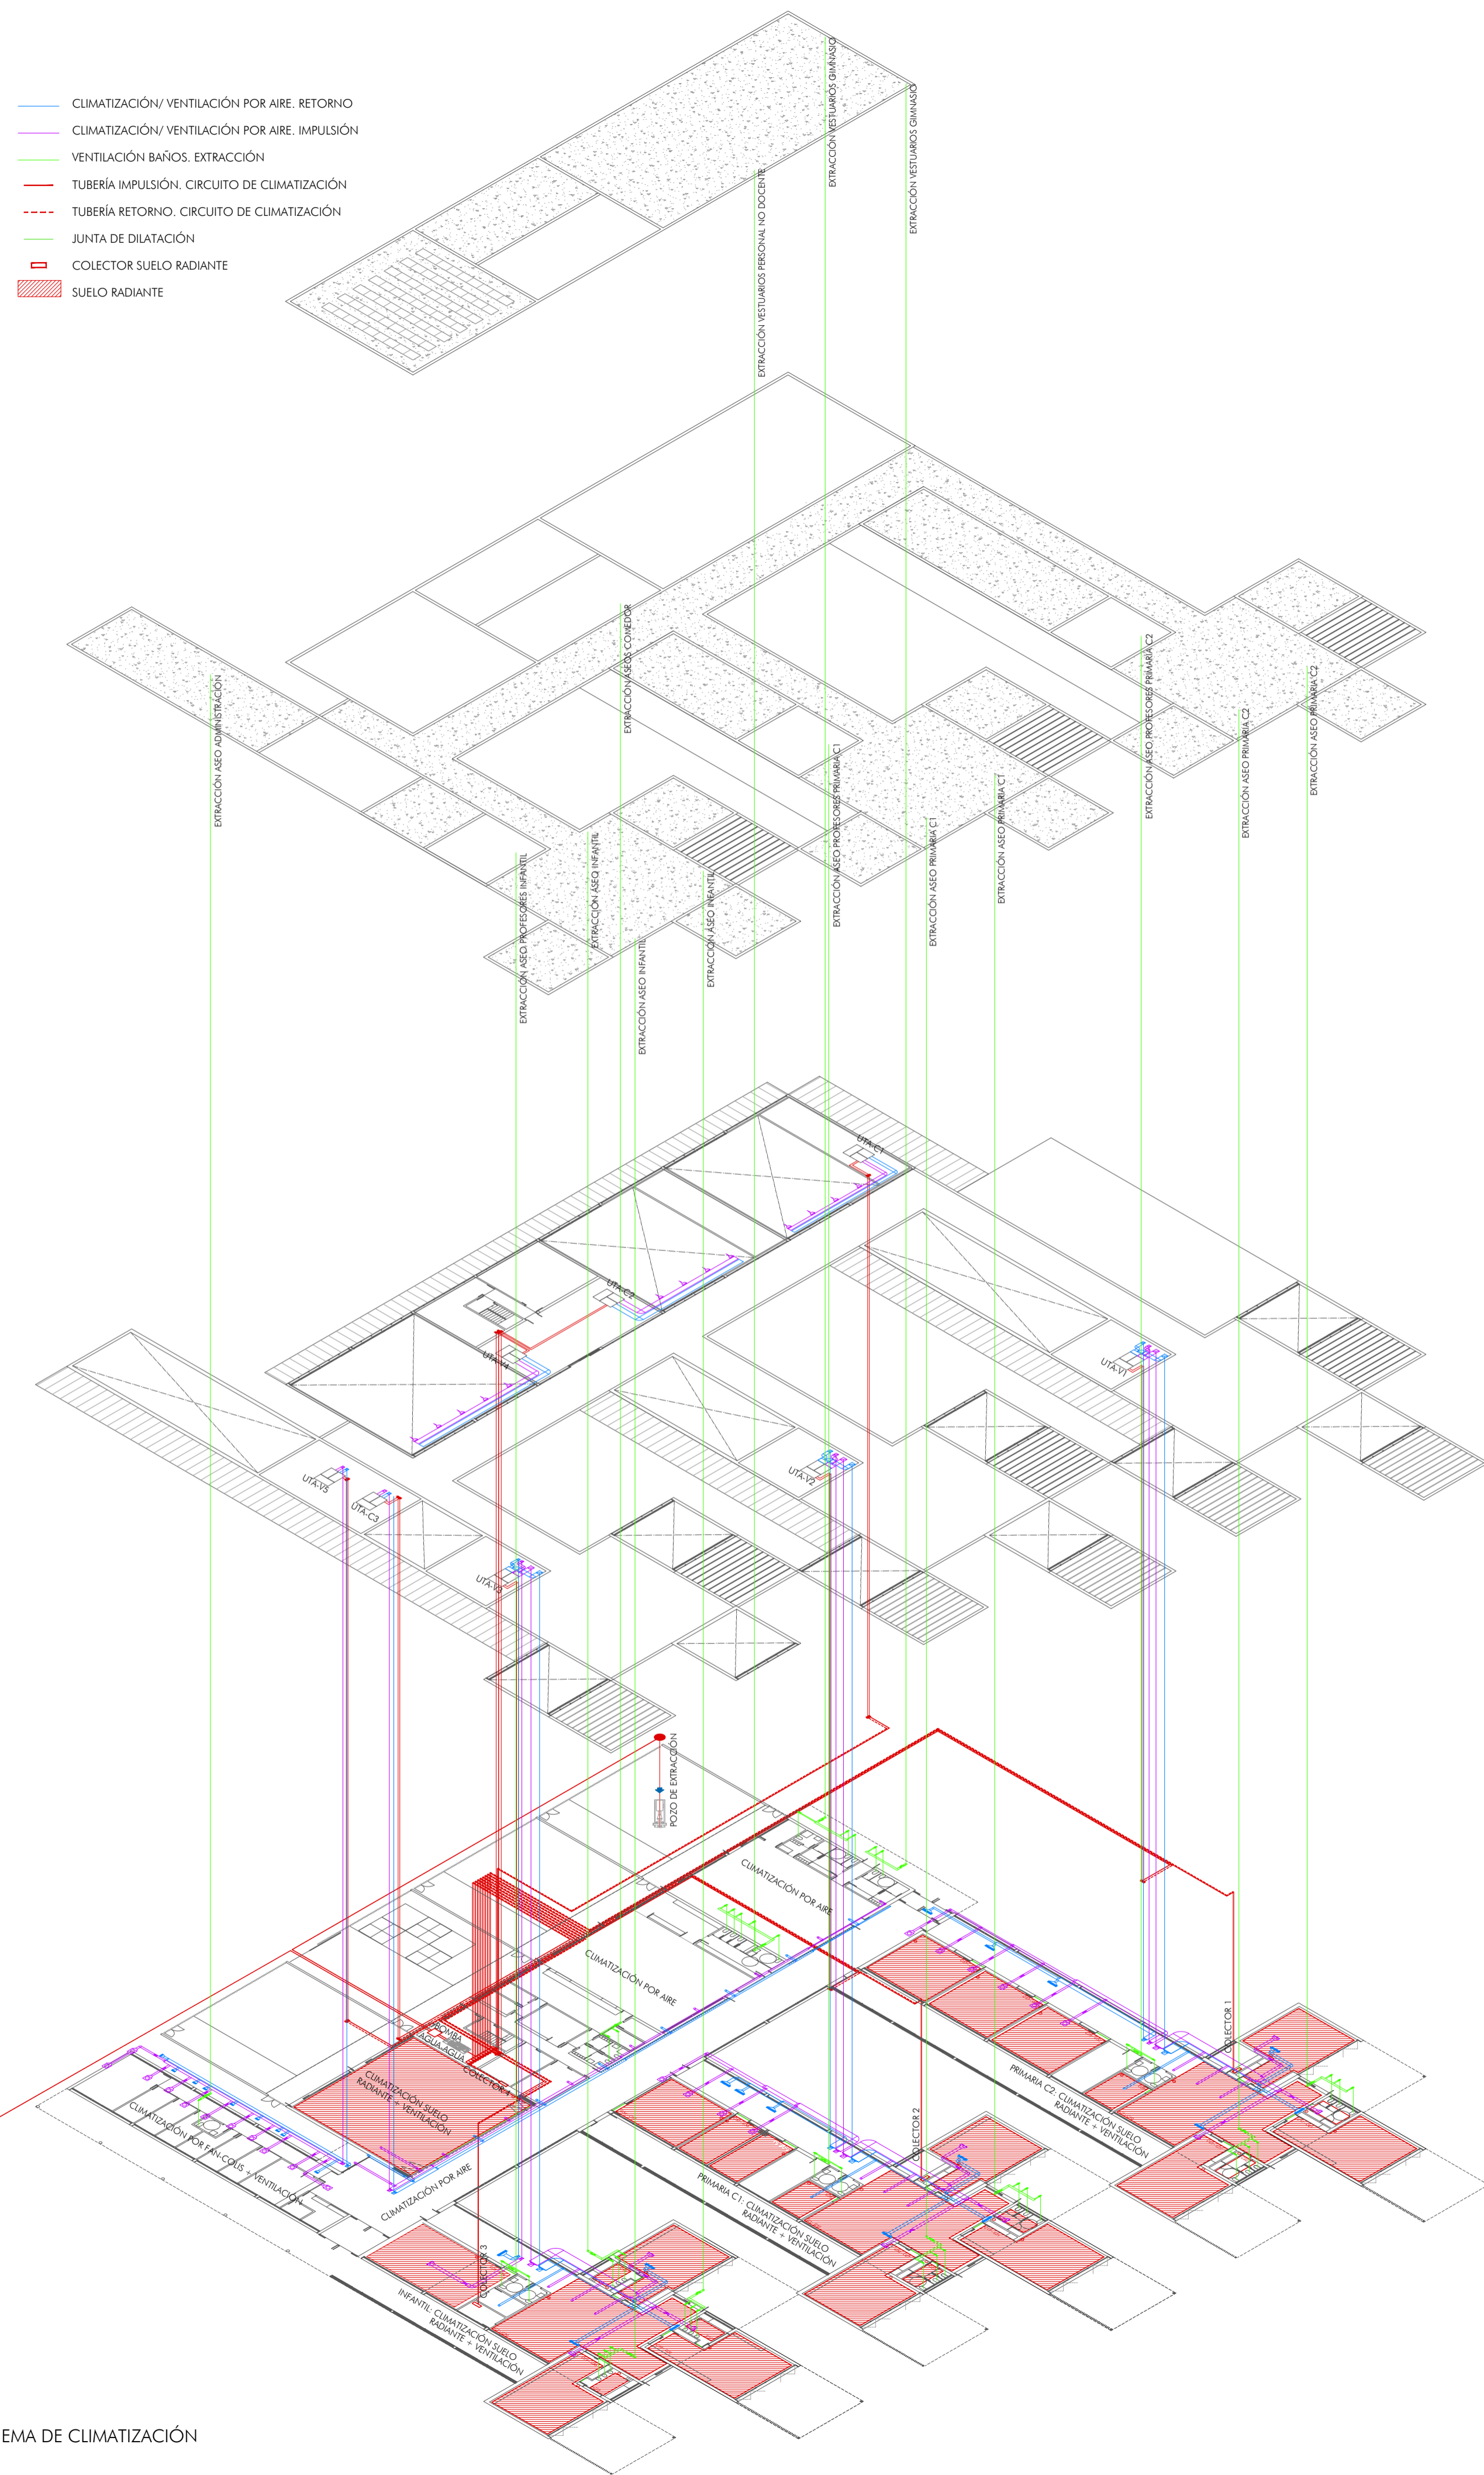 CLIMATIZACIÓN/ VENTILACIÓN POR AIRE. RETORNO
CLIMATIZACIÓN/ VENTILACIÓN POR AIRE. IMPULSIÓN
VENTILACIÓN BAÑOS. EXTRACCIÓN
TUBERÍA IMPULSIÓN. CIRCUITO DE CLIMATIZACIÓN
TUBERÍA RETORNO. CIRCUITO DE CLIMATIZACIÓN
JUNTA DE DILATACIÓN
COLECTOR SUELO RADIANTE
SUELO RADIANTE
EXTRACCIÓN VESTUARIOS GIMNASIO
EXTRACCIÓN VESTUARIOS GIMNASIO
EXTRACCIÓN VESTUARIOS PERSONAL NO DOCENTE
EXTRACCIÓN ASEOS COMEDOR
EXTRACCIÓN ASEO ADMINISTRACIÓN
EXTRACCIÓN ASEO PROFESORES PRIMARIA C2
EXTRACCIÓN ASEO PRIMARIA C2
EXTRACCIÓN ASEO PRIMARIA C2
EXTRACCIÓN ASEO PROFESORES PRIMARIA C1
EXTRACCIÓN ASEO PRIMARIA C1
EXTRACCIÓN ASEO PRIMARIA C1
EXTRACCIÓN ASEO PROFESORES INFANTIL
EXTRACCIÓN ASEO INFANTIL
EXTRACCIÓN ASEO INFANTIL
EXTRACCIÓN ASEO INFANTIL
UTA-C1
UTA-C2
UTA-V4
UTA-V1
UTA-V2
UTA-V5
UTA-C3
UTA-V3
POZO DE EXTRACCIÓN
CLIMATIZACIÓN POR AIRE
CLIMATIZACIÓN POR AIRE
BOMBA
AGUA-AGUA
COLECTOR 4
CLIMATIZACIÓN SUELO
RADIANTE + VENTILACIÓN
COLECTOR 1
PRIMARIA C2: CLIMATIZACIÓN SUELO
RADIANTE + VENTILACIÓN
COLECTOR 2
PRIMARIA C1: CLIMATIZACIÓN SUELO
RADIANTE + VENTILACIÓN
CLIMATIZACIÓN POR FAN-COLIS + VENTILACIÓN
CLIMATIZACIÓN POR AIRE
COLECTOR 3
INFANTIL: CLIMATIZACIÓN SUELO
RADIANTE + VENTILACIÓN
EMA DE CLIMATIZACIÓN